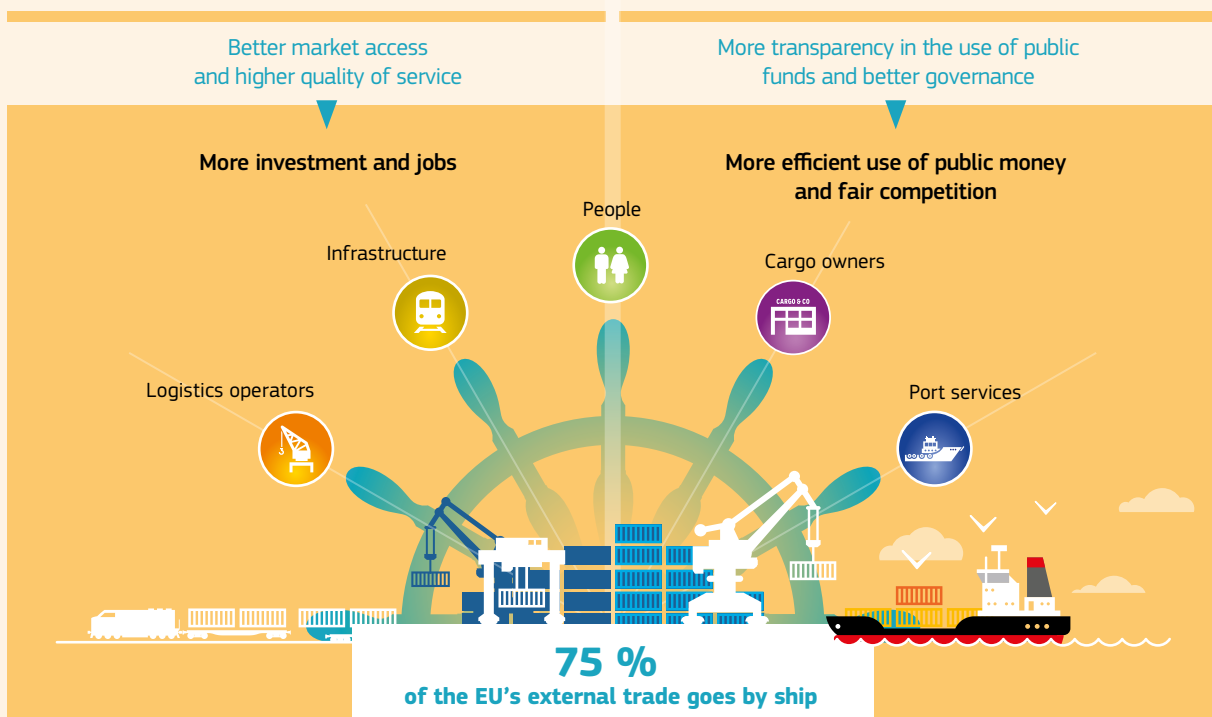 Better market access
and higher quality of service
More transparency in the use of public
funds and better governance
More investment and jobs
More efficient use of public money
and fair competition
People
Infrastructure
Cargo owners
CARGO & CO
Logistics operators
Port services
75 %
of the EU's external trade goes by ship